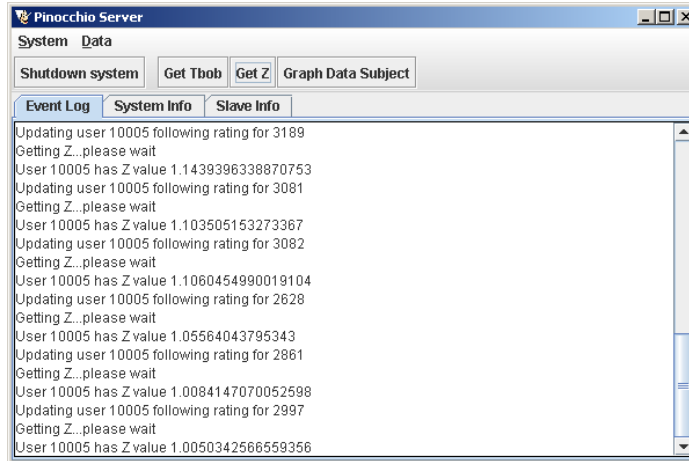 Pinocchio Server
System Data
Shutdown system Get Tbob Get Z Graph Data Subject
Event Log System Info Slave Info
Updating user 10005 following rating for 3189
Getting Z...please wait
User 10005 has Z value 1.1439396338870753
Updating user 10005 following rating for 3081
Getting Z...please wait
User 10005 has Z value 1.103505153273367
Updating user 10005 following rating for 3082
Getting Z...please wait
User 10005 has Z value 1.1060454990019104
Updating user 10005 following rating for 2628
Getting Z...please wait
User 10005 has Z value 1.05564043795343
Updating user 10005 following rating for 2861
Getting Z...please wait
User 10005 has Z value 1.0084147070052598
Updating user 10005 following rating for 2997
Getting Z...please wait
User 10005 has Z value 1.0050342566559356